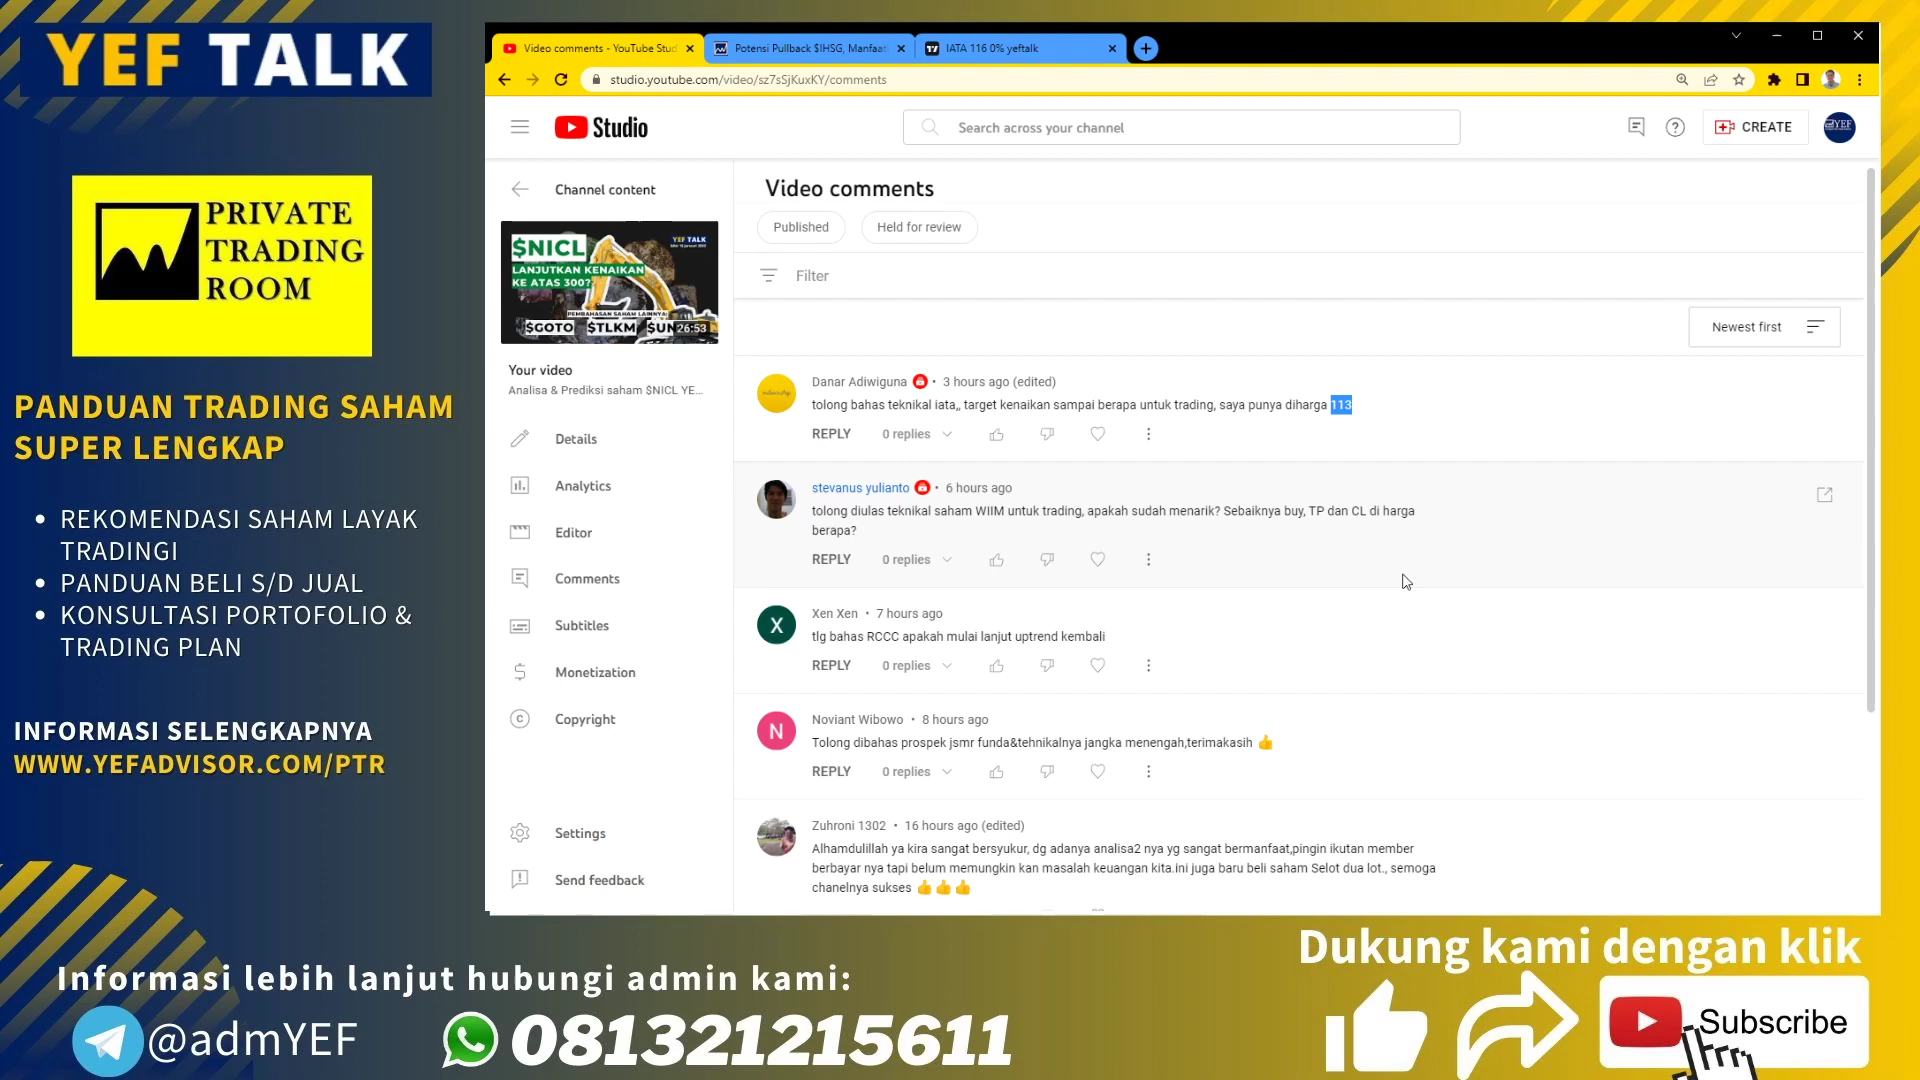 YEF TALK
PRIVATE
TRADING
ROOM
PANDUAN TRADING SAHAM
SUPER LENGKAP
• REKOMENDASI SAHAM LAYAK
TRADINGI
• PANDUAN BELI S/D JUAL
• KONSULTASI PORTOFOLIO &
TRADING PLAN
INFORMASI SELENGKAPNYA
WWW.YEFADVISOR.COM/PTR
Video comments - YouTube Stud
Potensi Pullback $IHSG, Manfaat
IATA 116 0% yeftalk
studio.youtube.com/video/sz7sSjKuxKY/comments
Studio
Search across your channel
CREATE
Channel content
$NICL
LANJUTKAN KENAIKAN
KE ATAS 300?
YEF TALK
PEMBAHASAN SAHAM LAINNYA:
$GOTO $TLKM $UN
26:53
Your video
Analisa & Prediksi saham $NICL YE...
Details
Analytics
Editor
Comments
Subtitles
Monetization
Copyright
Settings
Send feedback
Video comments
Published
Held for review
Filter
Newest first
Danar Adiwiguna • 3 hours ago (edited)
tolong bahas teknikal iata,, target kenaikan sampai berapa untuk trading, saya punya diharga 113
REPLY 0 replies
stevanus yulianto • 6 hours ago
tolong diulas teknikal saham WIIM untuk trading, apakah sudah menarik? Sebaiknya buy, TP dan CL di harga
berapa?
REPLY 0 replies
X
Xen Xen • 7 hours ago
tlg bahas RCCC apakah mulai lanjut uptrend kembali
REPLY 0 replies
N
Noviant Wibowo • 8 hours ago
Tolong dibahas prospek jsmr funda&tehnikalnya jangka menengah,terimakasih 👍
REPLY 0 replies
Zuhroni 1302 • 16 hours ago (edited)
Alhamdulillah ya kira sangat bersyukur, dg adanya analisa2 nya yg sangat bermanfaat,pingin ikutan member
berbayar nya tapi belum memungkin kan masalah keuangan kita.ini juga baru beli saham Selot dua lot., semoga
chanelnya sukses 👍👍👍
Informasi lebih lanjut hubungi admin kami:
@admYEF
081321215611
Dukung kami dengan klik
Subscribe